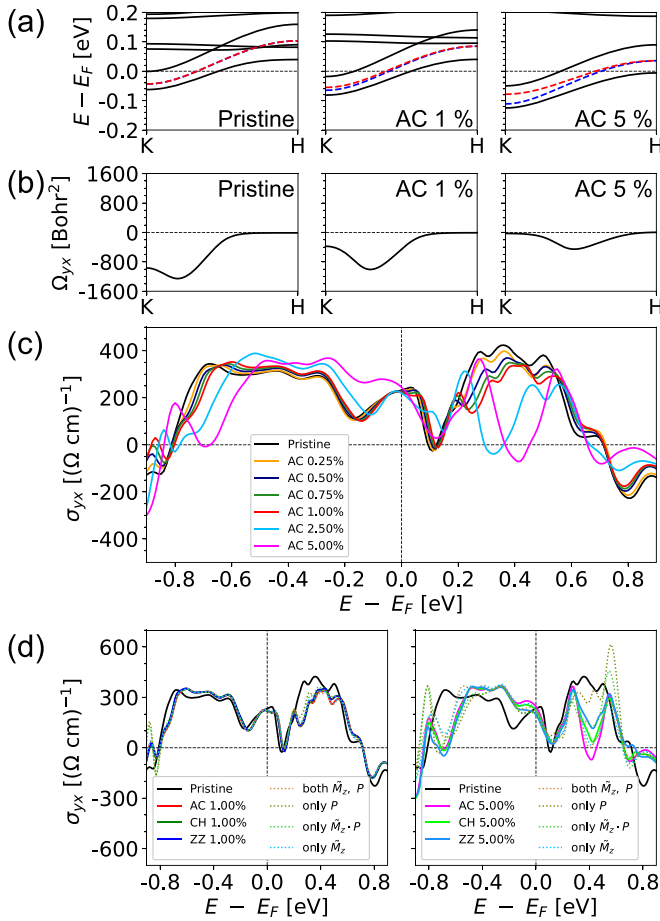 (a)
E − E_F [eV]
0.2
0.1
0.0
-0.1
0.2
Pristine
AC 1 %
AC 5 %
K
H
K
H
K
H
(b)
Ω_yx [Bohr²]
1600
800
0
-800
-1600
Pristine
AC 1 %
AC 5 %
K
H
K
H
K
H
(c)
σ_yx [(Ω cm)⁻¹]
400
200
0
-200
-400
Pristine
AC 0.25%
AC 0.50%
AC 0.75%
AC 1.00%
AC 2.50%
AC 5.00%
-0.8 -0.6 -0.4 -0.2 0.0 0.2 0.4 0.6 0.8
E − E_F [eV]
(d)
σ_yx [(Ω cm)⁻¹]
600
300
0
-300
-600
Pristine
AC 1.00%
CH 1.00%
ZZ 1.00%
both M̃_z, P
only P
only M̃_z · P
only M̃_z
Pristine
AC 5.00%
CH 5.00%
ZZ 5.00%
both M̃_z, P
only P
only M̃_z · P
only M̃_z
-0.8 -0.4 0.0 0.4 0.8
-0.8 -0.4 0.0 0.4 0.8
E − E_F [eV]
E − E_F [eV]